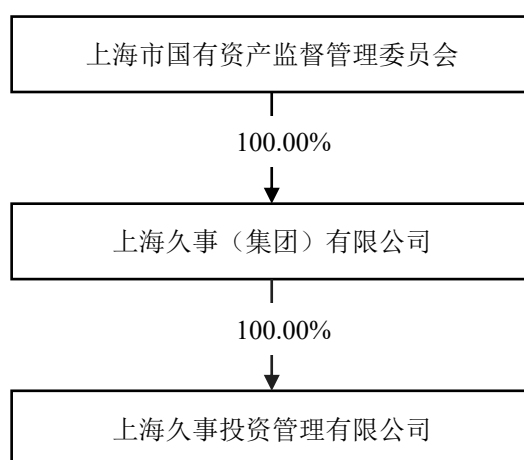 上海市国有资产监督管理委员会
100.00%
上海久事（集团）有限公司
100.00%
上海久事投资管理有限公司